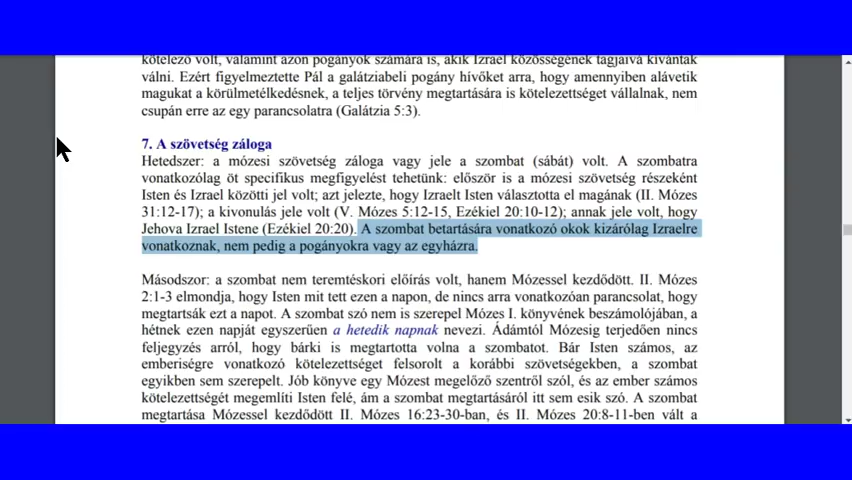 kötelező volt, valamint azon pogányok számára is, akik Izrael közösségének tagjaivá kívántak
válni. Ezért figyelmeztette Pál a galátziabeli pogány hívőket arra, hogy amennyiben alávetik
magukat a körülmetélkedésnek, a teljes törvény megtartására is kötelezettséget vállalnak, nem
csupán erre az egy parancsolatra (Galátzia 5:3).
7. A szövetség záloga
Hetedszer: a mózesi szövetség záloga vagy jele a szombat (sábát) volt. A szombatra
vonatkozólag öt specifikus megfigyelést tehetünk: először is a mózesi szövetség részeként
Isten és Izrael közötti jel volt; azt jelezte, hogy Izraelt Isten választotta el magának (II. Mózes
31:12-17); a kivonulás jele volt (V. Mózes 5:12-15, Ezékiel 20:10-12); annak jele volt, hogy
Jehova Izrael Istene (Ezékiel 20:20). A szombat betartására vonatkozó okok kizárólag Izraelre
vonatkoznak, nem pedig a pogányokra vagy az egyházra.
Másodszor: a szombat nem teremtéskori előírás volt, hanem Mózessel kezdődött. II. Mózes
2:1-3 elmondja, hogy Isten mit tett ezen a napon, de nincs arra vonatkozóan parancsolat, hogy
megtartsák ezt a napot. A szombat szó nem is szerepel Mózes I. könyvének beszámolójában, a
hétnek ezen napját egyszerűen a hetedik napnak nevezi. Ádámtól Mózesig terjedően nincs
feljegyzés arról, hogy bárki is megtartotta volna a szombatot. Bár Isten számos, az
emberiségre vonatkozó kötelezettséget felsorolt a korábbi szövetségekben, a szombat
egyikben sem szerepelt. Jób könyve egy Mózest megelőző szentről szól, és az ember számos
kötelezettségét megemlíti Isten felé, ám a szombat megtartásáról itt sem esik szó. A szombat
megtartása Mózessel kezdődött II. Mózes 16:23-30-ban, és II. Mózes 20:8-11-ben vált a